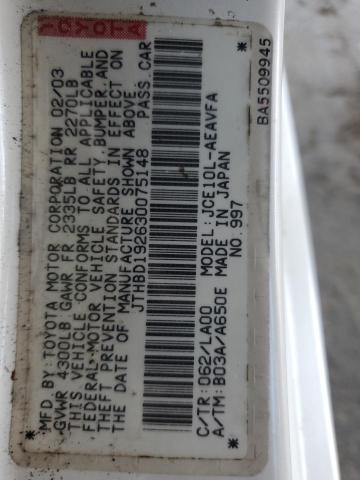 TOYOTA
MFD.BY:TOYOTA MOTOR CORPORATION 02/03
GVWR 4300LB:GAWR FR 2335LB RR 2270LB
THIS VEHICLE CONFORMS TO ALL APPLICABLE
FEDERAL MOTOR VEHICLE SAFETY,BUMPER,AND
THEFT PREVENTION STANDARDS IN EFFECT ON
THE DATE OF MANUFACTURE SHOWN ABOVE.
JTHBD192630075148 PASS.CAR
C/TR:062/LA00 MODEL:JCE10L-AEAVFA
A/TM:B03A/A650E MADE IN JAPAN
NO.997
BA5509945